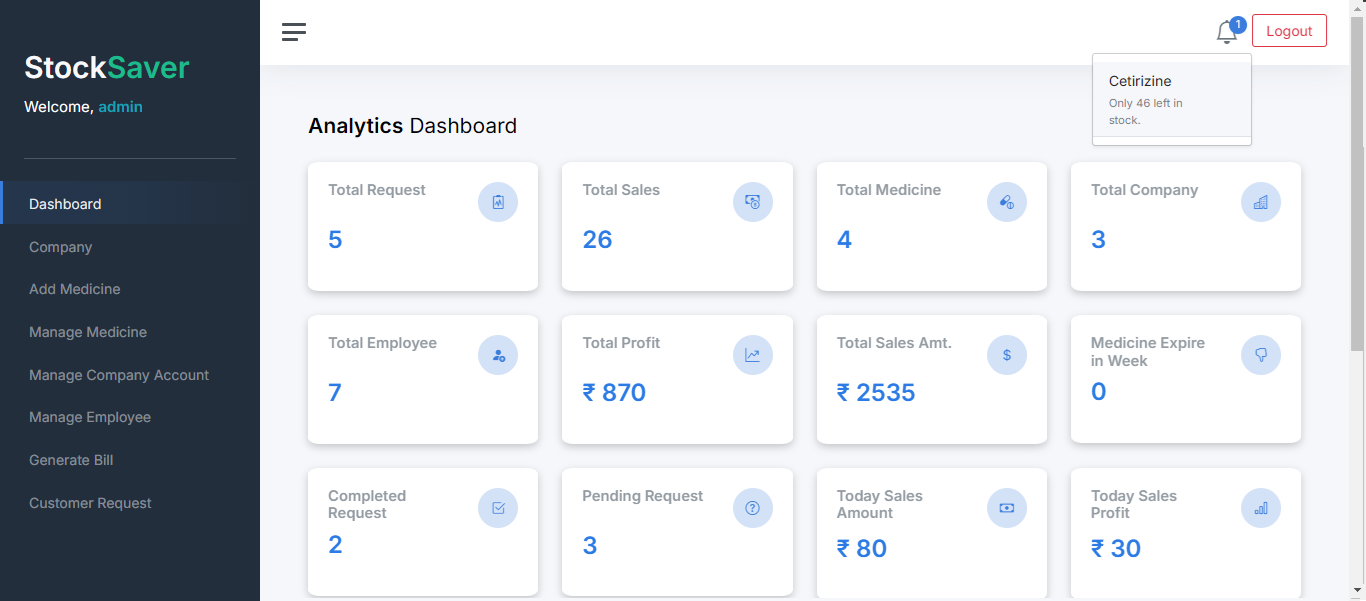 StockSaver
Welcome, admin
Dashboard
Company
Add Medicine
Manage Medicine
Manage Company Account
Manage Employee
Generate Bill
Customer Request
1
Logout
Cetirizine
Only 46 left in
stock.
Analytics Dashboard
Total Request
5
Total Sales
26
Total Medicine
4
Total Company
3
Total Employee
7
Total Profit
₹ 870
Total Sales Amt.
$
₹ 2535
Medicine Expire
in Week
0
Completed
Request
2
Pending Request
?
3
Today Sales
Amount
₹ 80
Today Sales
Profit
₹ 30